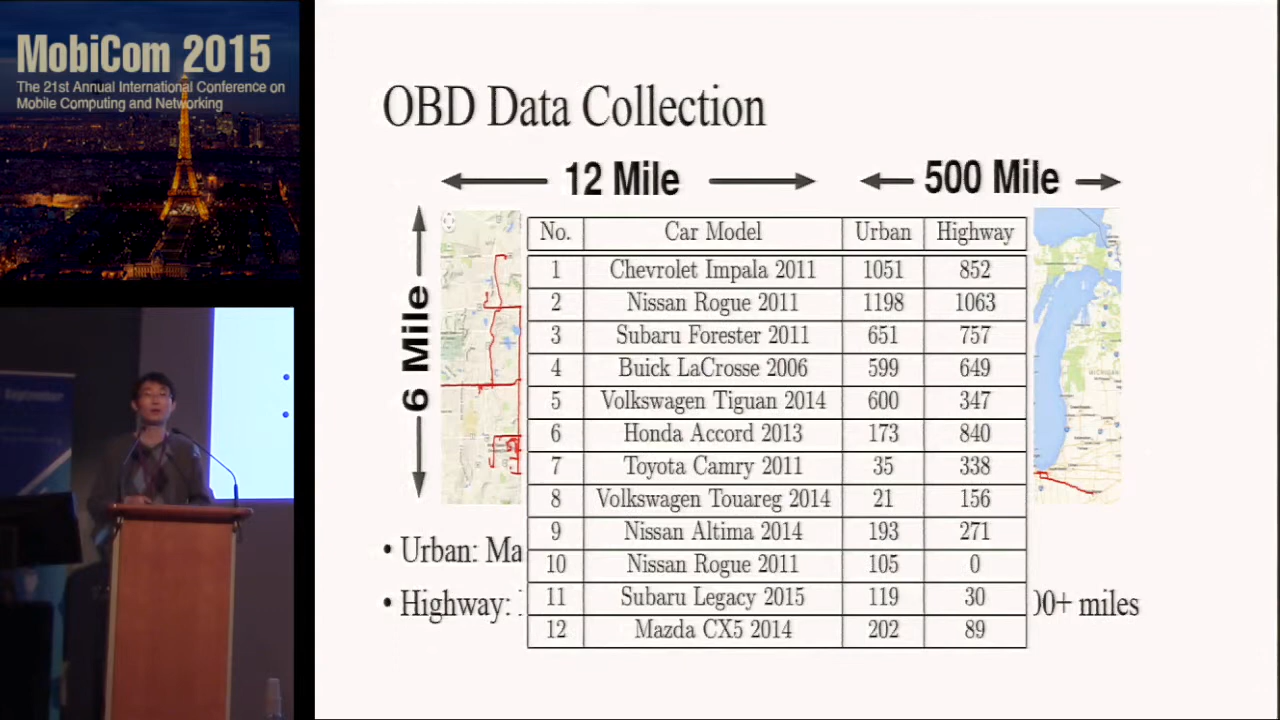 MobiCom 2015
The 21st Annual International Conference on
Mobile Computing and Networking
OBD Data Collection
12 Mile
500 Mile
6 Mile
No. Car Model Urban Highway
1 Chevrolet Impala 2011 1051 852
2 Nissan Rogue 2011 1198 1063
3 Subaru Forester 2011 651 757
4 Buick LaCrosse 2006 599 649
5 Volkswagen Tiguan 2014 600 347
6 Honda Accord 2013 173 840
7 Toyota Camry 2011 35 338
8 Volkswagen Touareg 2014 21 156
9 Nissan Altima 2014 193 271
10 Nissan Rogue 2011 105 0
11 Subaru Legacy 2015 119 30
12 Mazda CX5 2014 202 89
MICHIGAN
• Urban: Ma
• Highway: 00+ miles